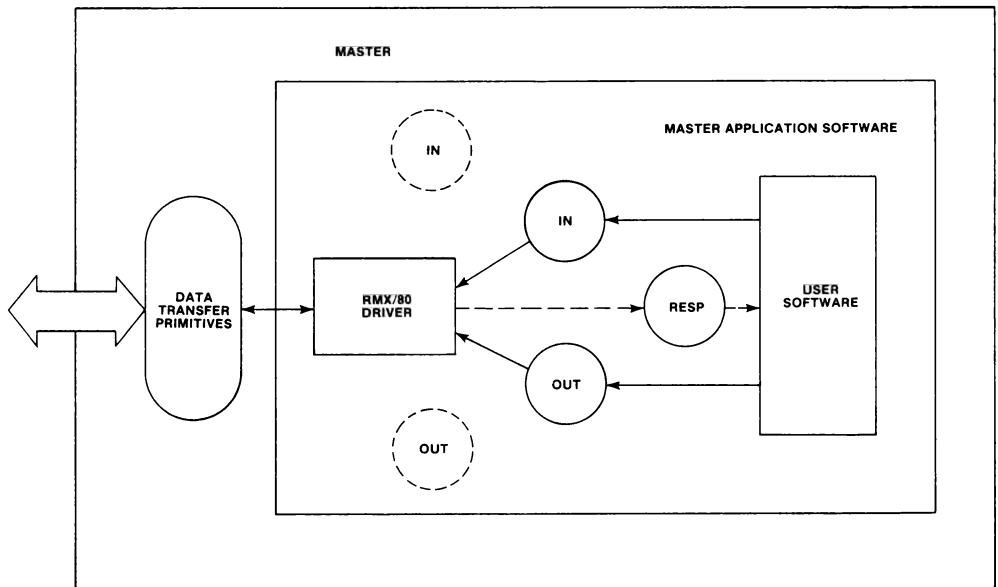 MASTER
MASTER APPLICATION SOFTWARE
IN
IN
DATA
TRANSFER
PRIMITIVES
RMX/80
DRIVER
RESP
USER
SOFTWARE
OUT
OUT